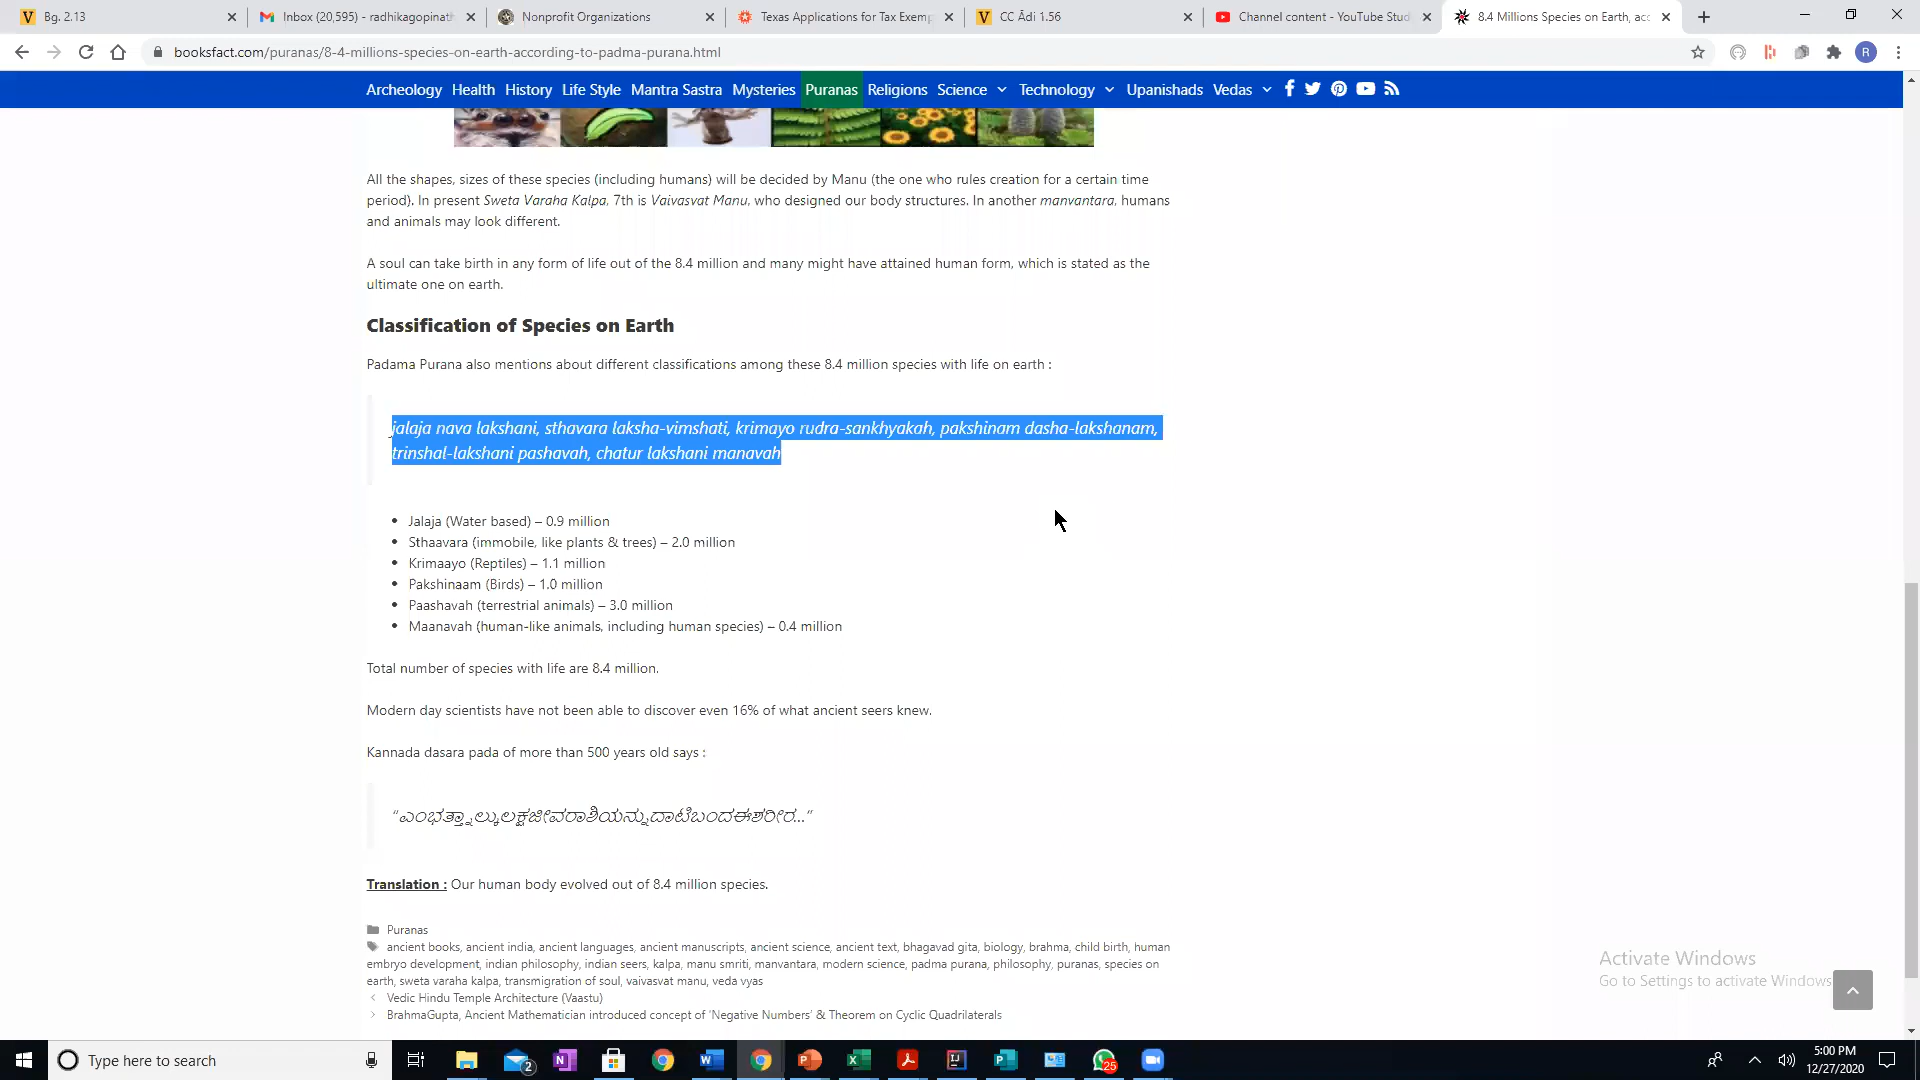 Bg. 2.13
Inbox (20,595) - radhikagopinath
Nonprofit Organizations
Texas Applications for Tax Exemp
CC Ādi 1.56
Channel content - YouTube Stud
8.4 Millions Species on Earth, acc
booksfact.com/puranas/8-4-millions-species-on-earth-according-to-padma-purana.html
R
Archeology Health History Life Style Mantra Sastra Mysteries Puranas Religions Science Technology Upanishads Vedas
All the shapes, sizes of these species (including humans) will be decided by Manu (the one who rules creation for a certain time
period). In present Sweta Varaha Kalpa, 7th is Vaivasvat Manu, who designed our body structures. In another manvantara, humans
and animals may look different.
A soul can take birth in any form of life out of the 8.4 million and many might have attained human form, which is stated as the
ultimate one on earth.
Classification of Species on Earth
Padama Purana also mentions about different classifications among these 8.4 million species with life on earth :
jalaja nava lakshani, sthavara laksha-vimshati, krimayo rudra-sankhyakah, pakshinam dasha-lakshanam,
trinshal-lakshani pashavah, chatur lakshani manavah
• Jalaja (Water based) – 0.9 million
• Sthaavara (immobile, like plants & trees) – 2.0 million
• Krimaayo (Reptiles) – 1.1 million
• Pakshinaam (Birds) – 1.0 million
• Paashavah (terrestrial animals) – 3.0 million
• Maanavah (human-like animals, including human species) – 0.4 million
Total number of species with life are 8.4 million.
Modern day scientists have not been able to discover even 16% of what ancient seers knew.
Kannada dasara pada of more than 500 years old says :
“ಎಂಭತ್ತ್ನಾಲ್ಕುಲಕ್ಷಜೀವರಾಶಿಯನ್ನುದಾಟಿಬಂದಈಶರೀರ...”
Translation : Our human body evolved out of 8.4 million species.
Puranas
ancient books, ancient india, ancient languages, ancient manuscripts, ancient science, ancient text, bhagavad gita, biology, brahma, child birth, human
embryo development, indian philosophy, indian seers, kalpa, manu smriti, manvantara, modern science, padma purana, philosophy, puranas, species on
earth, sweta varaha kalpa, transmigration of soul, vaivasvat manu, veda vyas
Vedic Hindu Temple Architecture (Vaastu)
BrahmaGupta, Ancient Mathematician introduced concept of ‘Negative Numbers’ & Theorem on Cyclic Quadrilaterals
Activate Windows
Go to Settings to activate Windows
Type here to search
2
25
5:00 PM
12/27/2020